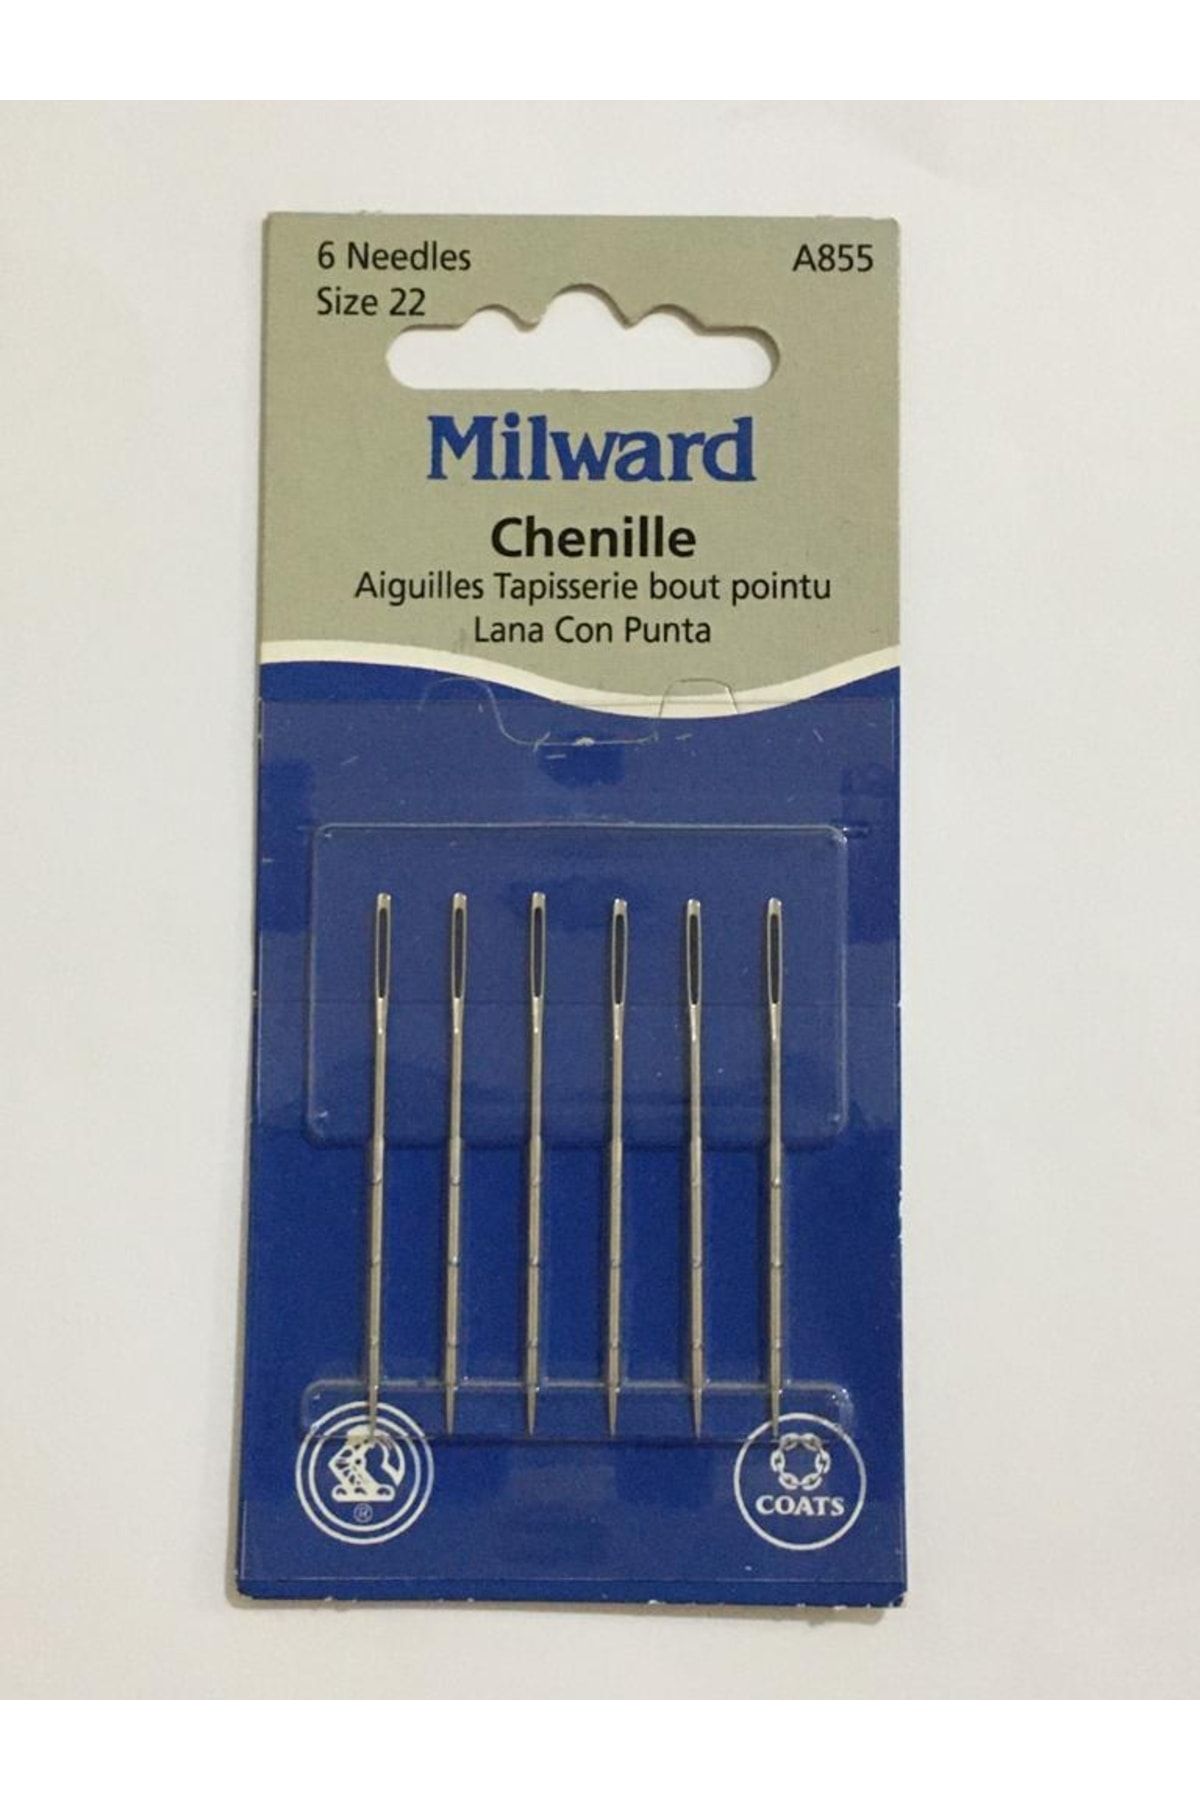 6 Needles
A855
Size 22
Milward
Chenille
Aiguilles Tapisserie bout pointu
Lana Con Punta
®
COATS